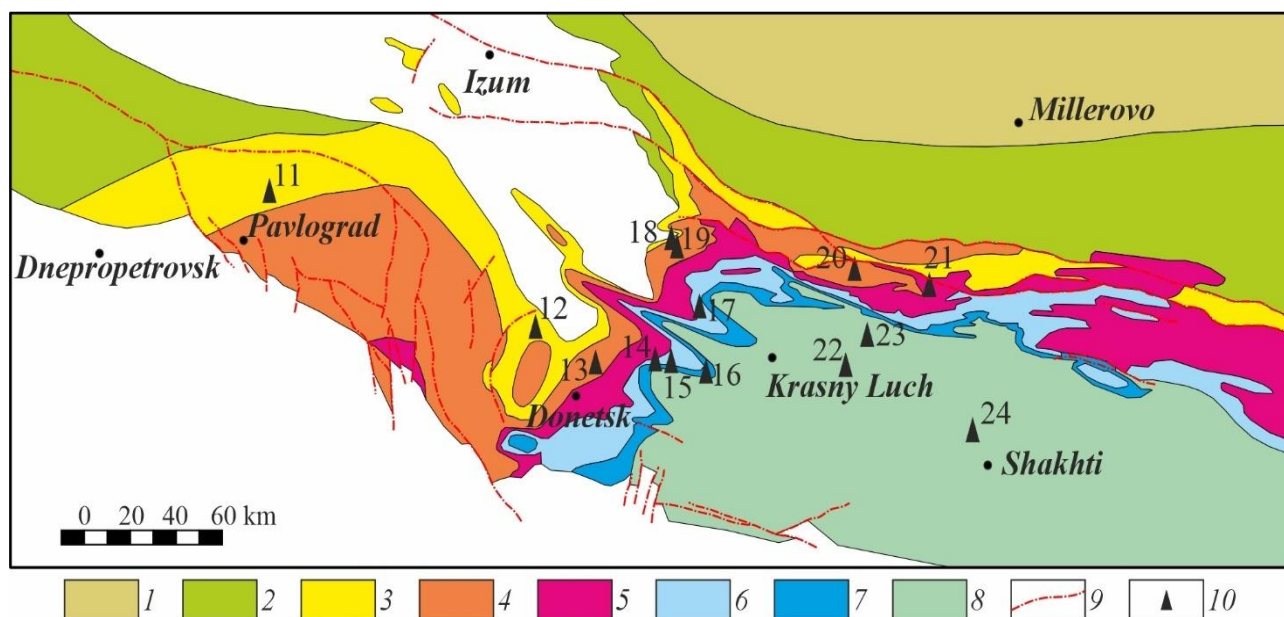 Izum
Millerovo
11
Pavlograd
18
19
Dnepropetrovsk
20
21
17
12
23
13
14
22
15
16
Krasny Luch
Donetsk
24
Shakhti
0 20 40 60 km
1 2 3 4 5 6 7 8 9 10